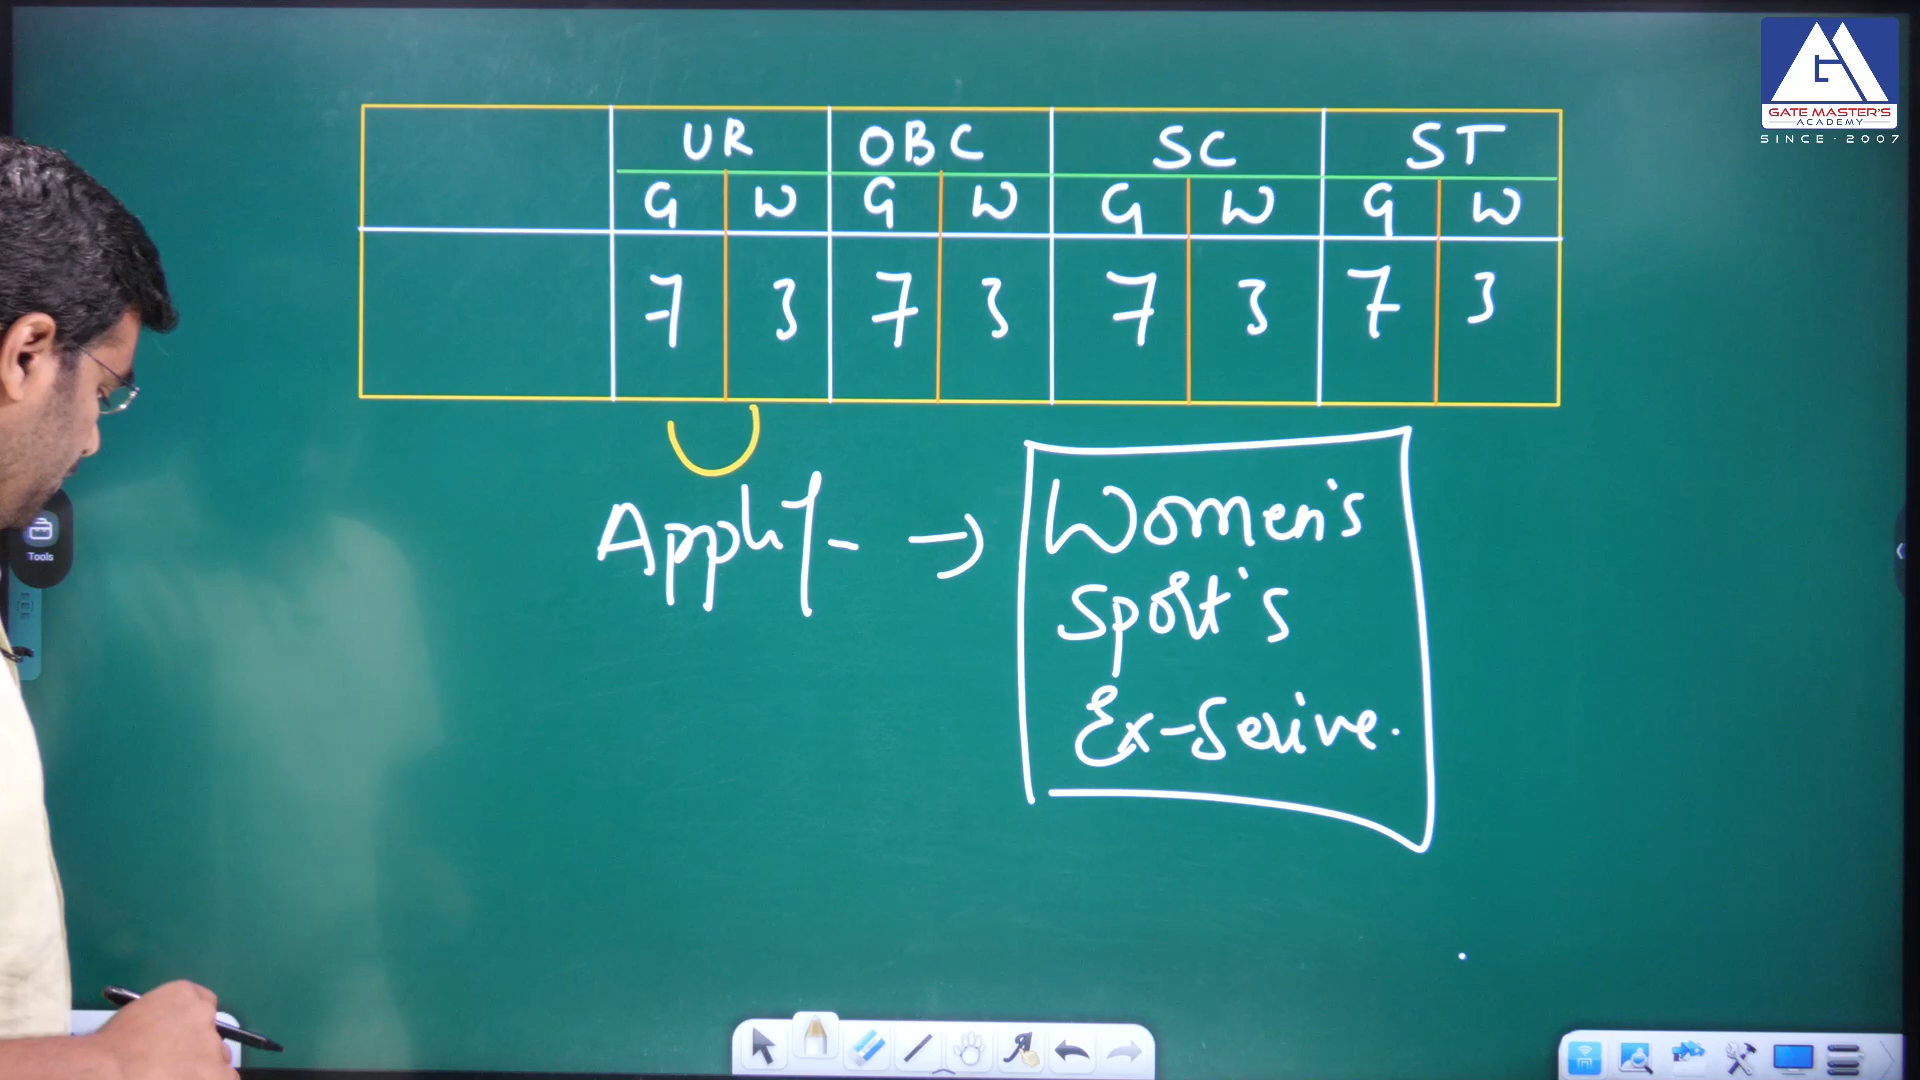 GATE MASTER'S
ACADEMY
SINCE-2007
UR OBC SC ST
G W G W G W G W
7 3 7 3 7 3 7 3
Apply- → Women's
Sport's
Ex-Serive.
Tools